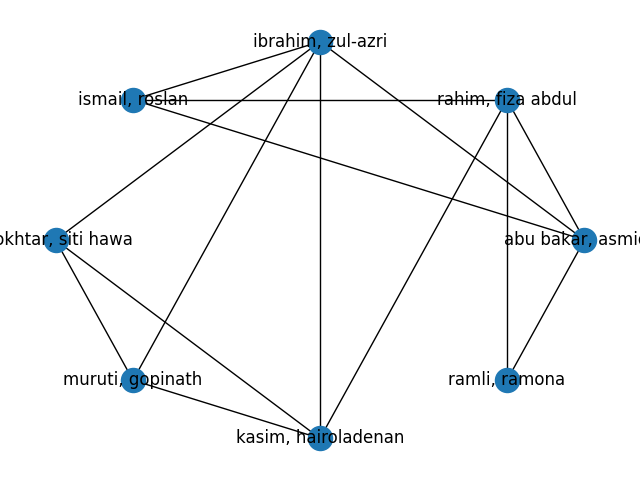 ibrahim, zul-azri
ismail, roslan
rahim, fiza abdul
okhtar, siti hawa
abu bakar, asmi
muruti, gopinath
ramli, ramona
kasim, hairoladenan